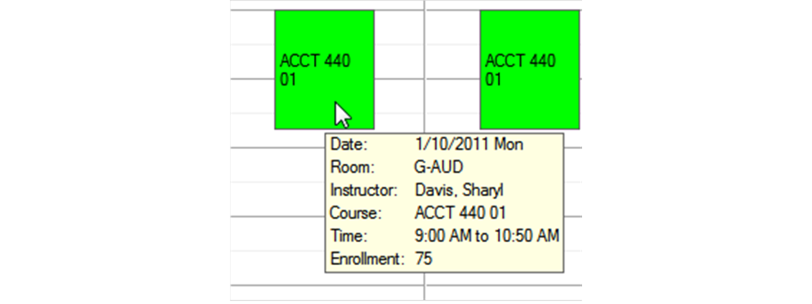 ACCT 440
01
ACCT 440
01
Date: 1/10/2011 Mon
Room: G-AUD
Instructor: Davis, Sharyl
Course: ACCT 440 01
Time: 9:00 AM to 10:50 AM
Enrollment: 75